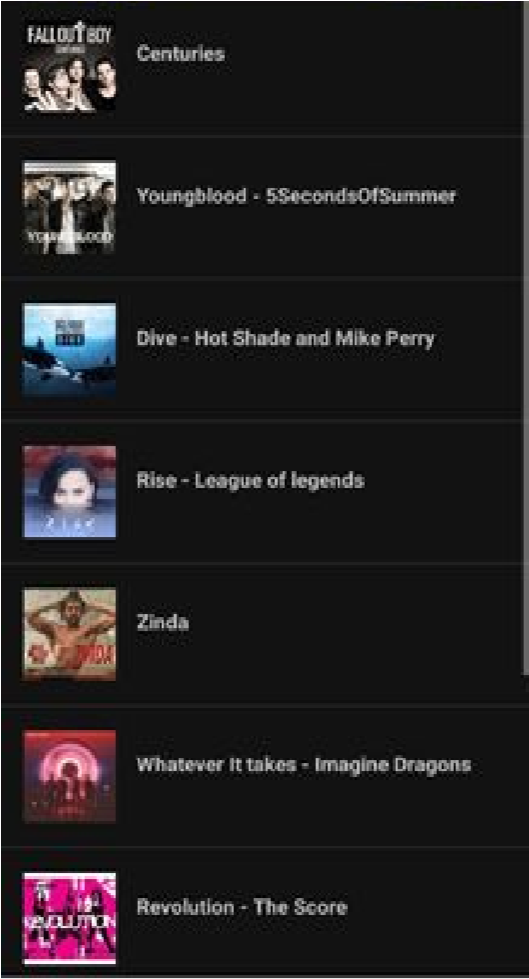 FALL OUT BOY
Centuries
Youngblood - 5SecondsOfSummer
YOUNGBLOOD
Dive - Hot Shade and Mike Perry
DIVE
Rise - League of legends
Zinda
Whatever It takes - Imagine Dragons
Revolution - The Score
REVOLUTION